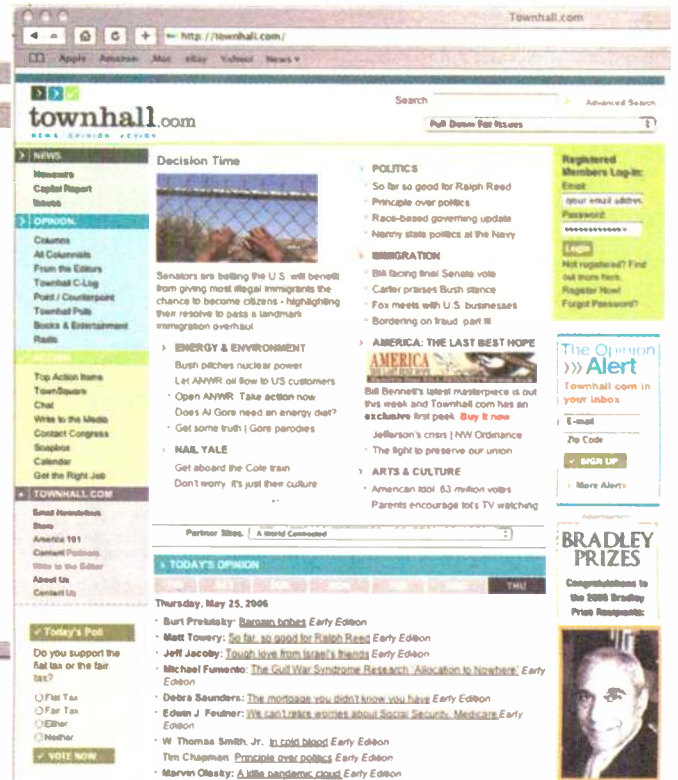 Townhall.com
http://townhall.com/
Apple Amazon Mac eBay Yahoo! News
townhall.com
NEWS OPINION ACTION
Search
Advanced Search
Pull Down For Issues
NEWS
Newswire
Capitol Report
Issues
OPINION
Columns
All Columnists
From the Editors
Townhall C-Log
Point / Counterpoint
Townhall Polls
Books & Entertainment
Radio
ACTION
Top Action Items
TownSquare
Chat
Write to the Media
Contact Congress
Soapbox
Calendar
Get the Right Job
TOWNHALL.COM
Email Newsletters
Store
America 101
Content Partners
Write to the Editor
About Us
Contact Us
Today's Poll
Do you support the
flat tax or the fair
tax?
Flat Tax
Fair Tax
Either
Neither
VOTE NOW
Decision Time
Senators are betting the U.S. will benefit
from giving most illegal immigrants the
chance to become citizens - highlighting
their resolve to pass a landmark
immigration overhaul
ENERGY & ENVIRONMENT
Bush pitches nuclear power
Let ANWR oil flow to US customers
Open ANWR Take action now
Does Al Gore need an energy diet?
Get some truth | Gore parodies
NAIL YALE
Get aboard the Cole train
Don't worry it's just their culture
POLITICS
So far so good for Ralph Reed
Principle over politics
Race-based governing update
Nanny state politics at the Navy
IMMIGRATION
Bill facing final Senate vote
Carter praises Bush stance
Fox meets with U.S. businesses
Bordering on fraud part III
AMERICA: THE LAST BEST HOPE
AMERICA
THE LAST BEST HOPE
Bill Bennett's latest masterpiece is out
this week and Townhall.com has an
exclusive first peek. Buy it now
Jefferson's crisis | NW Ordinance
The fight to preserve our union
ARTS & CULTURE
American Idol 63 million votes
Parents encourage tot's TV watching
Partner Sites. A World Connected
TODAY'S OPINION
THU
Thursday, May 25, 2006
Burt Prelutsky: Bargain bribes Early Edition
Matt Towery: So far, so good for Ralph Reed Early Edition
Jeff Jacoby: Tough love from Israel's friends Early Edition
Michael Fumento: The Gulf War Syndrome Research 'Allocation to Nowhere' Early
Edition
Debra Saunders: The mortgage you didn't know you have Early Edition
Edwin J Feulner: We can't retire worries about Social Security, Medicare Early
Edition
W Thomas Smith, Jr. In cold blood Early Edition
Tim Chapman Principle over politics Early Edition
Marvin Olasky: A little pandemic cloud Early Edition
Registered
Members Log-In:
Email:
your email address
Password:
Login
Not registered? Find
out more here.
Register Now!
Forgot Password?
The Opinion
Alert
Townhall com in
your inbox
E-mail
Zip Code
SIGN UP
More Alerts
Advertisement
BRADLEY
PRIZES
Congratulations to
the 2006 Bradley
Prize Recipients: